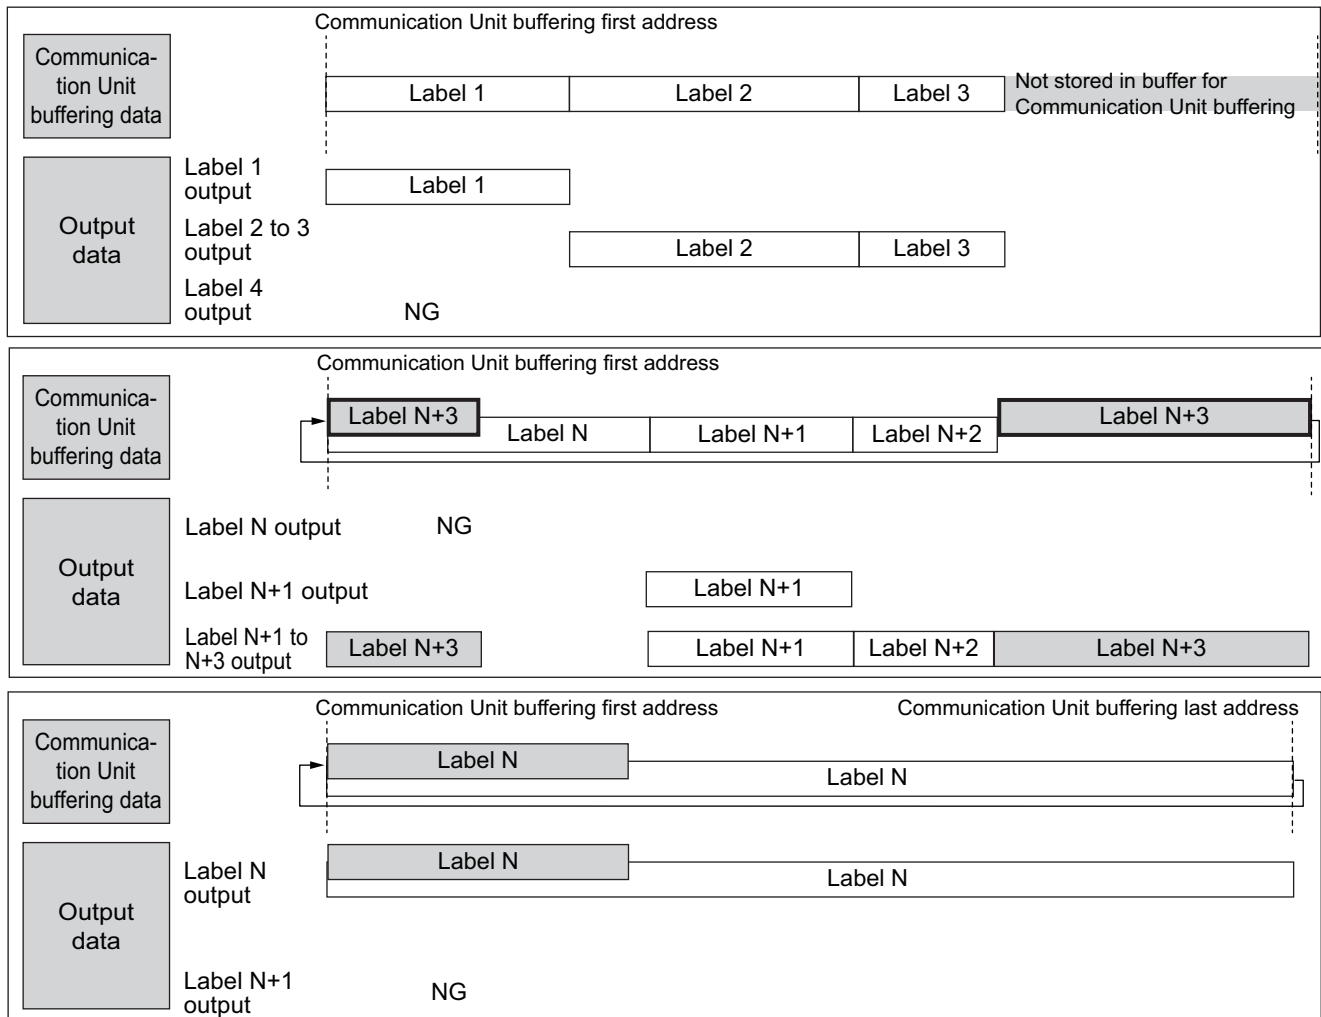 Communication Unit buffering first address
Communica-
tion Unit
buffering data
Label 1
Label 2
Label 3
Not stored in buffer for
Communication Unit buffering
Output
data
Label 1
output
Label 1
Label 2 to 3
output
Label 2
Label 3
Label 4
output
NG
Communication Unit buffering first address
Communica-
tion Unit
buffering data
Label N+3
Label N
Label N+1
Label N+2
Label N+3
Output
data
Label N output
NG
Label N+1 output
Label N+1
Label N+1 to
N+3 output
Label N+3
Label N+1
Label N+2
Label N+3
Communication Unit buffering first address
Communication Unit buffering last address
Communica-
tion Unit
buffering data
Label N
Label N
Output
data
Label N
output
Label N
Label N
Label N+1
output
NG